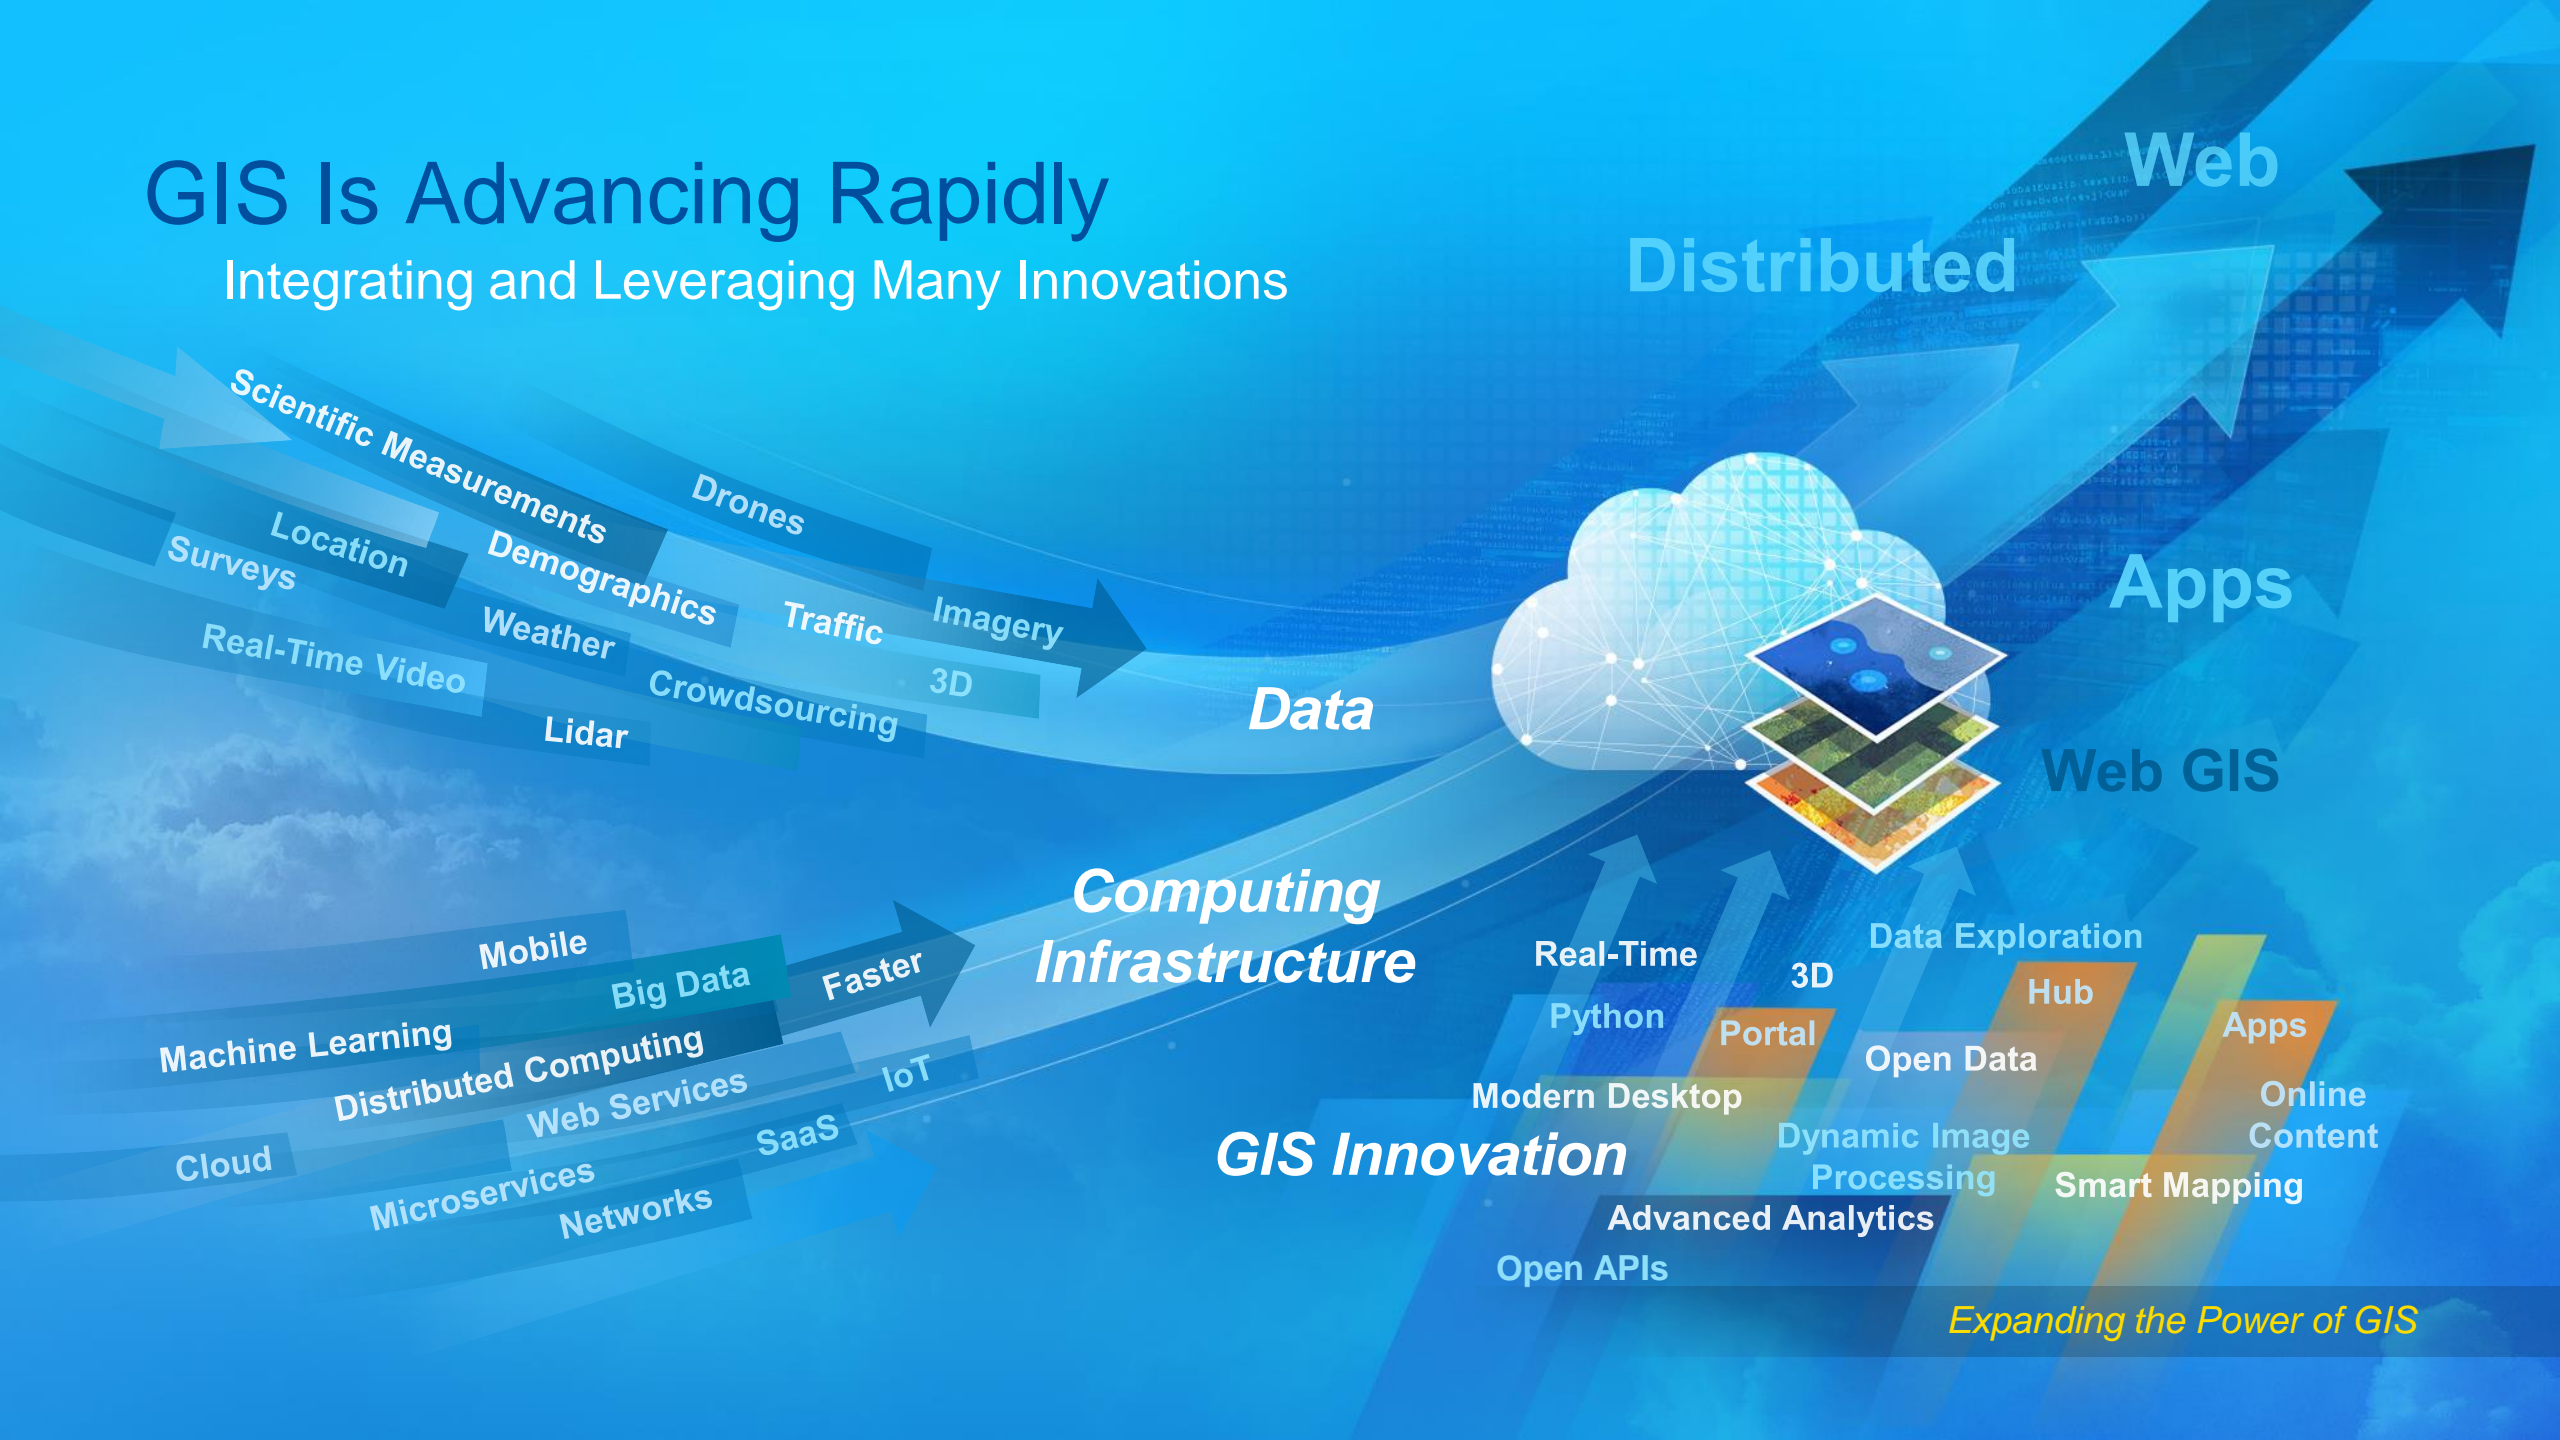 GIS Is Advancing Rapidly
Integrating and Leveraging Many Innovations
Web
Distributed
Apps
Web GIS
Scientific Measurements
Drones
Location
Demographics
Surveys
Weather
Traffic
Imagery
Real-Time Video
Crowdsourcing
3D
Lidar
Data
Computing
Infrastructure
Mobile
Big Data
Faster
Machine Learning
Distributed Computing
Web Services
IoT
Cloud
SaaS
Microservices
Networks
GIS Innovation
Real-Time
3D
Data Exploration
Python
Portal
Hub
Open Data
Apps
Modern Desktop
Dynamic Image
Processing
Online
Content
Smart Mapping
Advanced Analytics
Open APIs
Expanding the Power of GIS